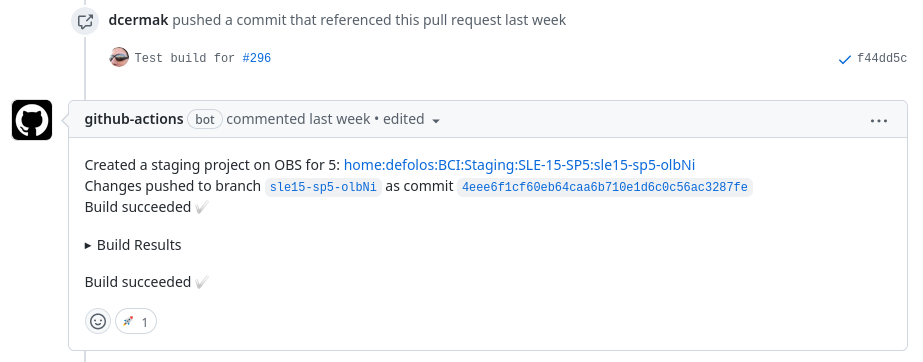 dcermak pushed a commit that referenced this pull request last week
Test build for #296
f44dd5c
github-actions bot commented last week • edited
Created a staging project on OBS for 5: home:defolos:BCI:Staging:SLE-15-SP5:sle15-sp5-olbNi
Changes pushed to branch sle15-sp5-olbNi as commit 4eee6f1cf60eb64caa6b710e1d6c0c56ac3287fe
Build succeeded ✔
▸ Build Results
Build succeeded ✔
🚀 1